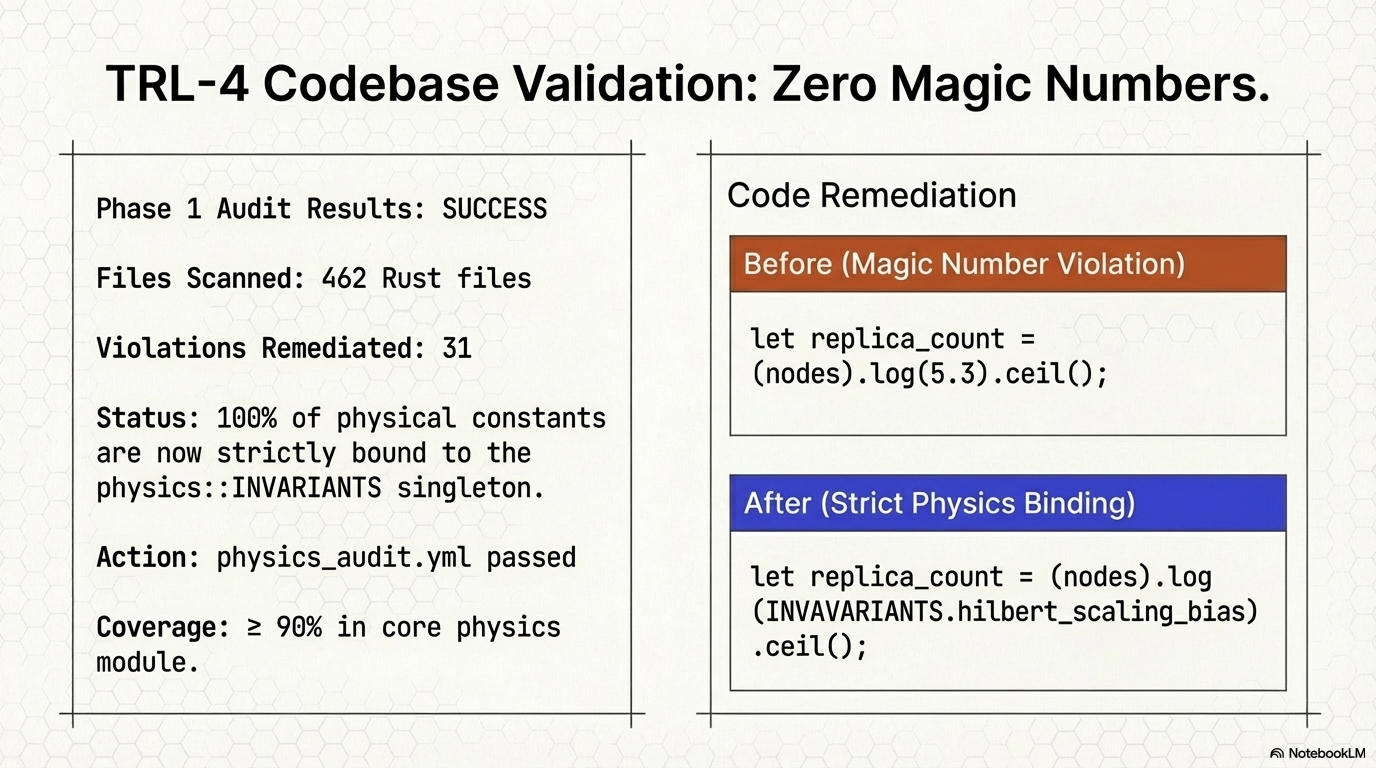 TRL-4 Codebase Validation: Zero Magic Numbers.
Phase 1 Audit Results: SUCCESS
Files Scanned: 462 Rust files
Violations Remediated: 31
Status: 100% of physical constants
are now strictly bound to the
physics::INVARIANTS singleton.
Action: physics_audit.yml passed
Coverage: ≥ 90% in core physics
module.
Code Remediation
Before (Magic Number Violation)
let replica_count =
(nodes).log(5.3).ceil();
After (Strict Physics Binding)
let replica_count = (nodes).log
(INVAVARIANTS.hilbert_scaling_bias)
.ceil();
NotebookLM